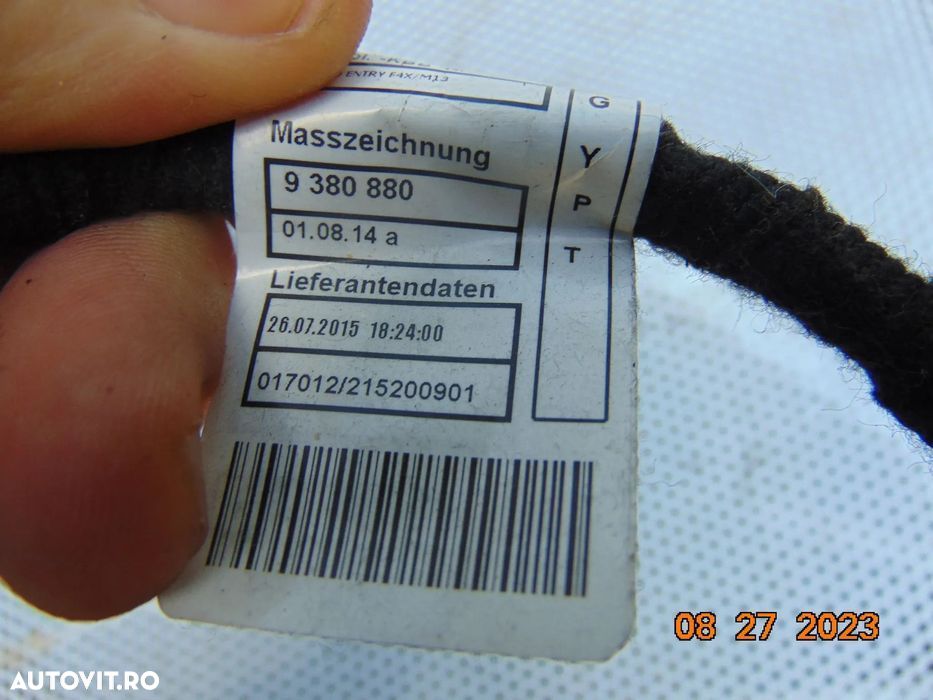 ENTRY E4X/M13
Masszeichnung
9 380 880
01.08.14 a
Lieferantendaten
26.07.2015 18:24:00
017012/215200901
G
Y
P
T
08 27 2023
AUTOVIT.RO